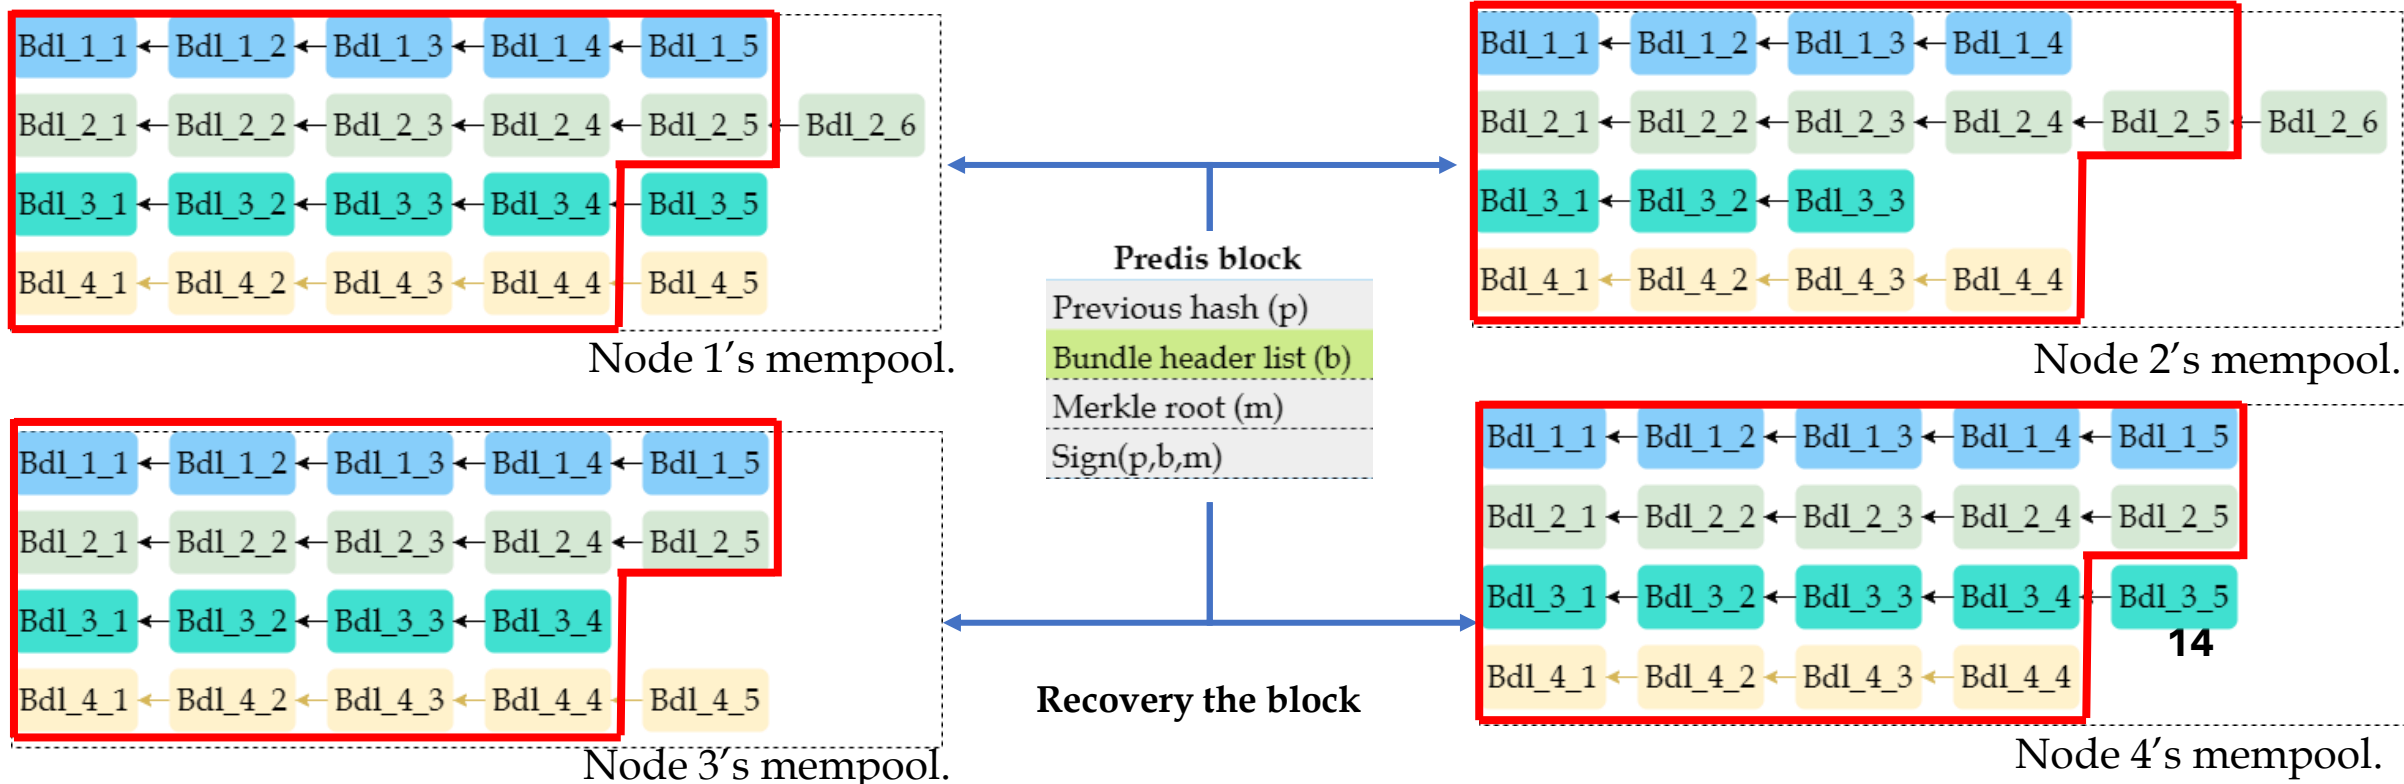 Bdl_1_1 Bdl_1_2 Bdl_1_3 Bdl_1_4 Bdl_1_5
Bdl_2_1 Bdl_2_2 Bdl_2_3 Bdl_2_4 Bdl_2_5 Bdl_2_6
Bdl_3_1 Bdl_3_2 Bdl_3_3 Bdl_3_4 Bdl_3_5
Bdl_4_1 Bdl_4_2 Bdl_4_3 Bdl_4_4 Bdl_4_5
Node 1's mempool.
Bdl_1_1 Bdl_1_2 Bdl_1_3 Bdl_1_4
Bdl_2_1 Bdl_2_2 Bdl_2_3 Bdl_2_4 Bdl_2_5 Bdl_2_6
Bdl_3_1 Bdl_3_2 Bdl_3_3
Bdl_4_1 Bdl_4_2 Bdl_4_3 Bdl_4_4
Node 2's mempool.
Predis block
Previous hash (p)
Bundle header list (b)
Merkle root (m)
Sign(p,b,m)
Bdl_1_1 Bdl_1_2 Bdl_1_3 Bdl_1_4 Bdl_1_5
Bdl_2_1 Bdl_2_2 Bdl_2_3 Bdl_2_4 Bdl_2_5
Bdl_3_1 Bdl_3_2 Bdl_3_3 Bdl_3_4
Bdl_4_1 Bdl_4_2 Bdl_4_3 Bdl_4_4 Bdl_4_5
Node 3's mempool.
Recovery the block
Bdl_1_1 Bdl_1_2 Bdl_1_3 Bdl_1_4 Bdl_1_5
Bdl_2_1 Bdl_2_2 Bdl_2_3 Bdl_2_4 Bdl_2_5
Bdl_3_1 Bdl_3_2 Bdl_3_3 Bdl_3_4 Bdl_3_5
14
Bdl_4_1 Bdl_4_2 Bdl_4_3 Bdl_4_4
Node 4's mempool.